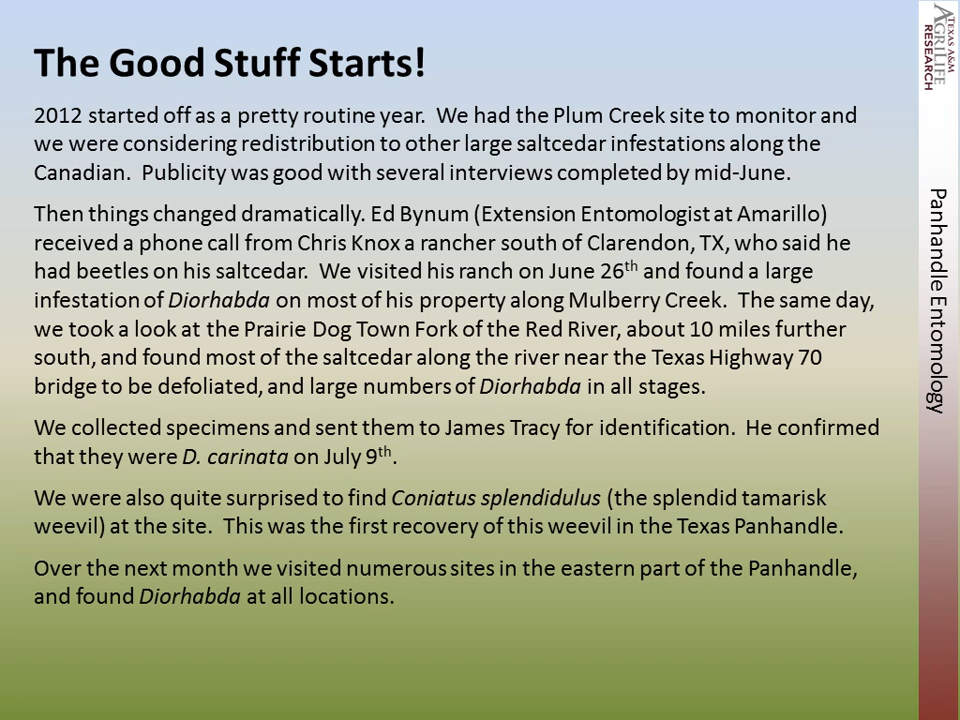 The Good Stuff Starts!
2012 started off as a pretty routine year. We had the Plum Creek site to monitor and
we were considering redistribution to other large saltcedar infestations along the
Canadian. Publicity was good with several interviews completed by mid-June.
Then things changed dramatically. Ed Bynum (Extension Entomologist at Amarillo)
received a phone call from Chris Knox a rancher south of Clarendon, TX, who said he
had beetles on his saltcedar. We visited his ranch on June 26th and found a large
infestation of Diorhabda on most of his property along Mulberry Creek. The same day,
we took a look at the Prairie Dog Town Fork of the Red River, about 10 miles further
south, and found most of the saltcedar along the river near the Texas Highway 70
bridge to be defoliated, and large numbers of Diorhabda in all stages.
We collected specimens and sent them to James Tracy for identification. He confirmed
that they were D. carinata on July 9th.
We were also quite surprised to find Coniatus splendidulus (the splendid tamarisk
weevil) at the site. This was the first recovery of this weevil in the Texas Panhandle.
Over the next month we visited numerous sites in the eastern part of the Panhandle,
and found Diorhabda at all locations.
TEXAS A&M
AGRILIFE
RESEARCH
Panhandle Entomology